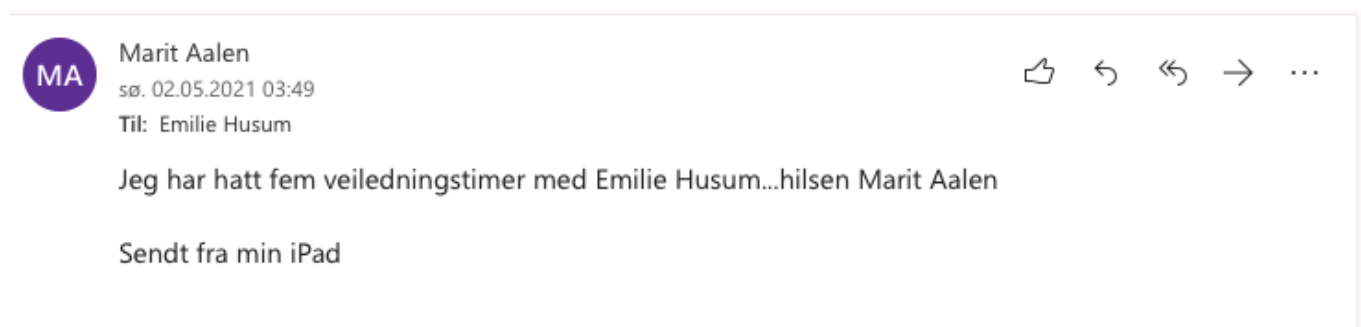 MA
Marit Aalen
sø. 02.05.2021 03:49
Til: Emilie Husum
Jeg har hatt fem veiledningstimer med Emilie Husum...hilsen Marit Aalen
Sendt fra min iPad